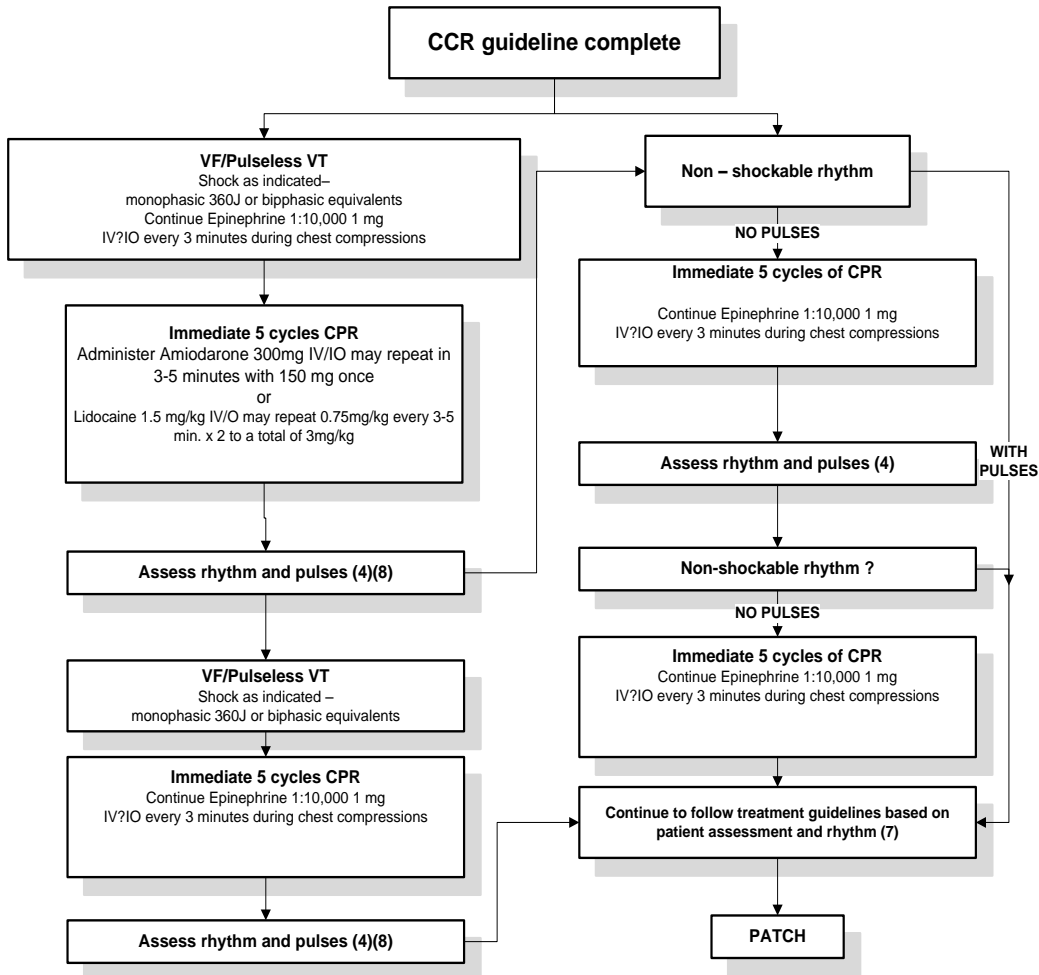 CCR guideline complete
VF/Pulseless VT
Shock as indicated–
monophasic 360J or bipphasic equivalents
Continue Epinephrine 1:10,000 1 mg
IV?IO every 3 minutes during chest compressions
Immediate 5 cycles CPR
Administer Amiodarone 300mg IV/IO may repeat in
3-5 minutes with 150 mg once
or
Lidocaine 1.5 mg/kg IV/O may repeat 0.75mg/kg every 3-5
min. x 2 to a total of 3mg/kg
Assess rhythm and pulses (4)(8)
VF/Pulseless VT
Shock as indicated –
monophasic 360J or biphasic equivalents
Immediate 5 cycles CPR
Continue Epinephrine 1:10,000 1 mg
IV?IO every 3 minutes during chest compressions
Assess rhythm and pulses (4)(8)
Non – shockable rhythm
NO PULSES
Immediate 5 cycles of CPR
Continue Epinephrine 1:10,000 1 mg
IV?IO every 3 minutes during chest compressions
Assess rhythm and pulses (4)
WITH
PULSES
Non-shockable rhythm ?
NO PULSES
Immediate 5 cycles of CPR
Continue Epinephrine 1:10,000 1 mg
IV?IO every 3 minutes during chest compressions
Continue to follow treatment guidelines based on
patient assessment and rhythm (7)
PATCH